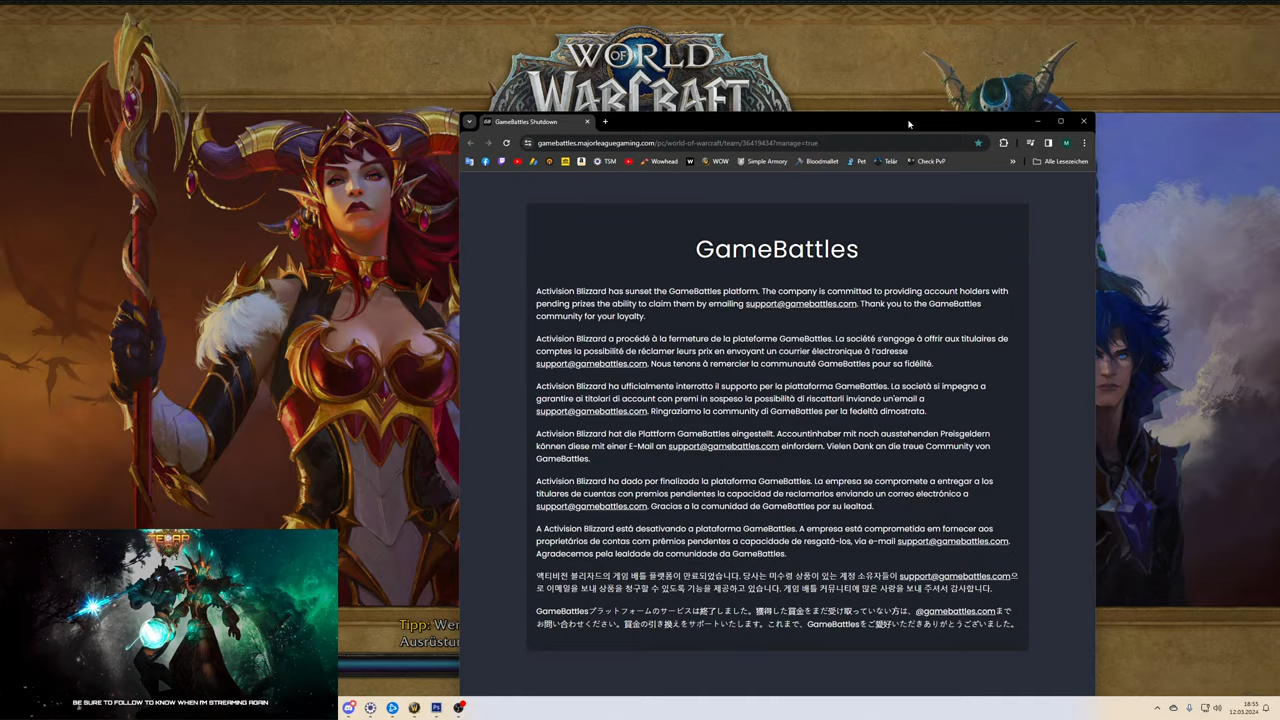 WORLD
OF
WARCRAFT
GameBattles Shutdown
gamebattles.majorleaguegaming.com/pc/world-of-warcraft/team/36419434?manage=true
TSM
Wowhead
WOW
Simple Armory
Bloodmallet
Pet
Telár
Check PvP
Alle Lesezeichen
GameBattles
Activision Blizzard has sunset the GameBattles platform. The company is committed to providing account holders with
pending prizes the ability to claim them by emailing support@gamebattles.com. Thank you to the GameBattles
community for your loyalty.
Activision Blizzard a procédé à la fermeture de la plateforme GameBattles. La société s'engage à offrir aux titulaires de
comptes la possibilité de réclamer leurs prix en envoyant un courrier électronique à l'adresse
support@gamebattles.com. Nous tenons à remercier la communauté GameBattles pour sa fidélité.
Activision Blizzard ha ufficialmente interrotto il supporto per la piattaforma GameBattles. La società si impegna a
garantire ai titolari di account con premi in sospeso la possibilità di riscattarli inviando un'email a
support@gamebattles.com. Ringraziamo la community di GameBattles per la fedeltà dimostrata.
Activision Blizzard hat die Plattform GameBattles eingestellt. Accountinhaber mit noch ausstehenden Preisgeldern
können diese mit einer E-Mail an support@gamebattles.com einfordern. Vielen Dank an die treue Community von
GameBattles.
Activision Blizzard ha dado por finalizada la plataforma GameBattles. La empresa se compromete a entregar a los
titulares de cuentas con premios pendientes la capacidad de reclamarlos enviando un correo electrónico a
support@gamebattles.com. Gracias a la comunidad de GameBattles por su lealtad.
A Activision Blizzard está desativando a plataforma GameBattles. A empresa está comprometida em fornecer aos
proprietários de contas com prêmios pendentes a capacidade de resgatá-los, via e-mail support@gamebattles.com.
Agradecemos pela lealdade da comunidade da GameBattles.
액티비전 블리자드의 게임 배틀 플랫폼이 만료되었습니다. 당사는 미수령 상품이 있는 계정 소유자들이 support@gamebattles.com으
로 이메일을 보내 상품을 청구할 수 있도록 기능을 제공하고 있습니다. 게임 배틀 커뮤니티에 많은 사랑을 보내 주셔서 감사합니다.
GameBattlesプラットフォームのサービスは終了しました。獲得した賞金をまだ受け取っていない方は、@gamebattles.comまで
お問い合わせください。賞金の引き換えをサポートいたします。これまで、GameBattlesをご愛好いただきありがとうございました。
Tipp: Wer
Ausrüstun
BE SURE TO FOLLOW TO KNOW WHEN I'M STREAMING AGAIN
18:55
12.03.2024